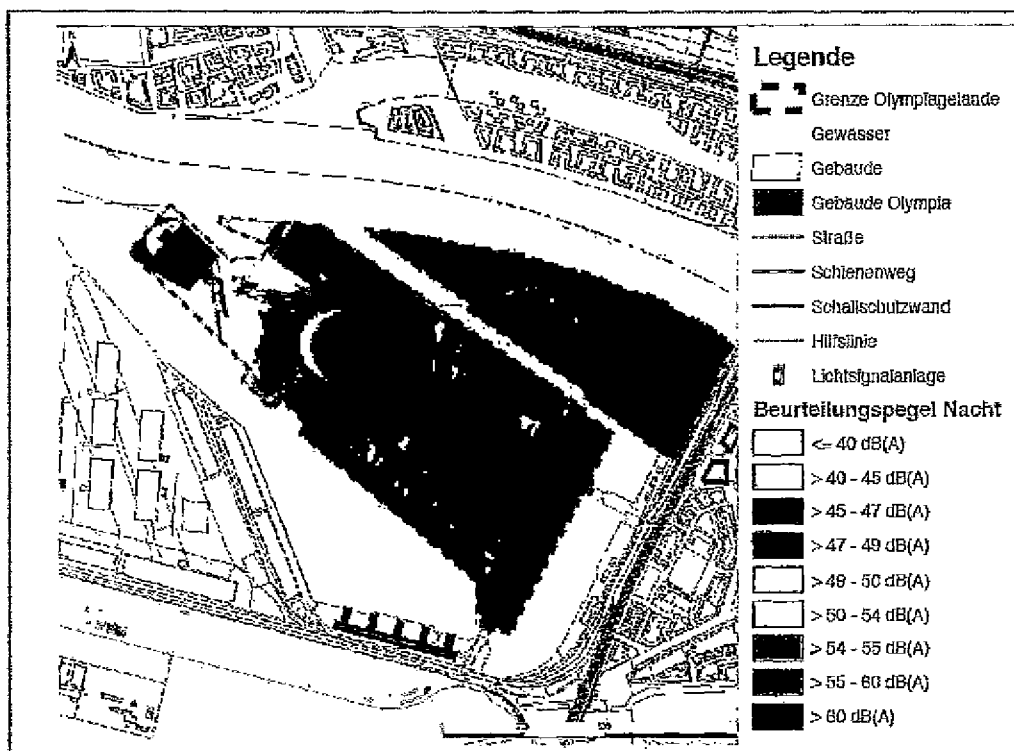 Legende
Grenze Olympiagelände
Gewässer
Gebäude
Gebäude Olympia
Straße
Schienenweg
Schallschutzwand
Hilfslinie
Lichtsignalanlage
Beurteilungspegel Nacht
<= 40 dB(A)
> 40 - 45 dB(A)
> 45 - 47 dB(A)
> 47 - 49 dB(A)
> 49 - 50 dB(A)
> 50 - 54 dB(A)
> 54 - 55 dB(A)
> 55 - 60 dB(A)
> 60 dB(A)